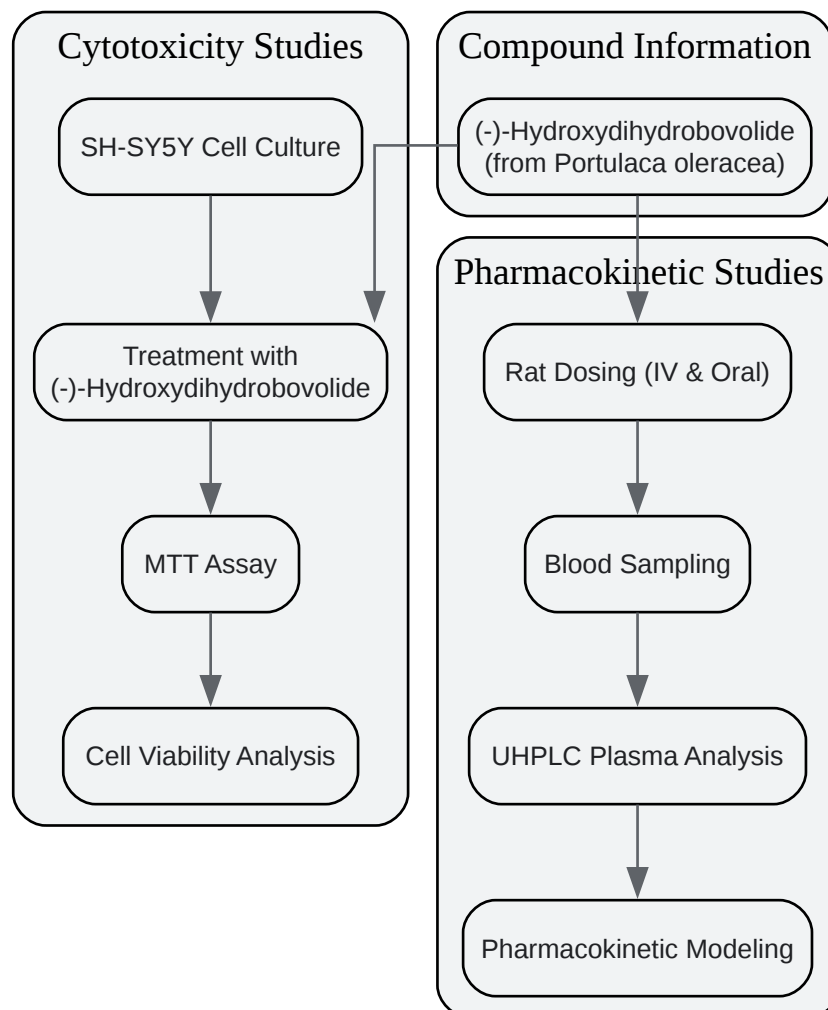 Cytotoxicity Studies
SH-SY5Y Cell Culture
Treatment with
(-)-Hydroxydihydrobovolide
MTT Assay
Cell Viability Analysis
Compound Information
(-)-Hydroxydihydrobovolide
(from Portulaca oleracea)
Pharmacokinetic Studies
Rat Dosing (IV & Oral)
Blood Sampling
UHPLC Plasma Analysis
Pharmacokinetic Modeling